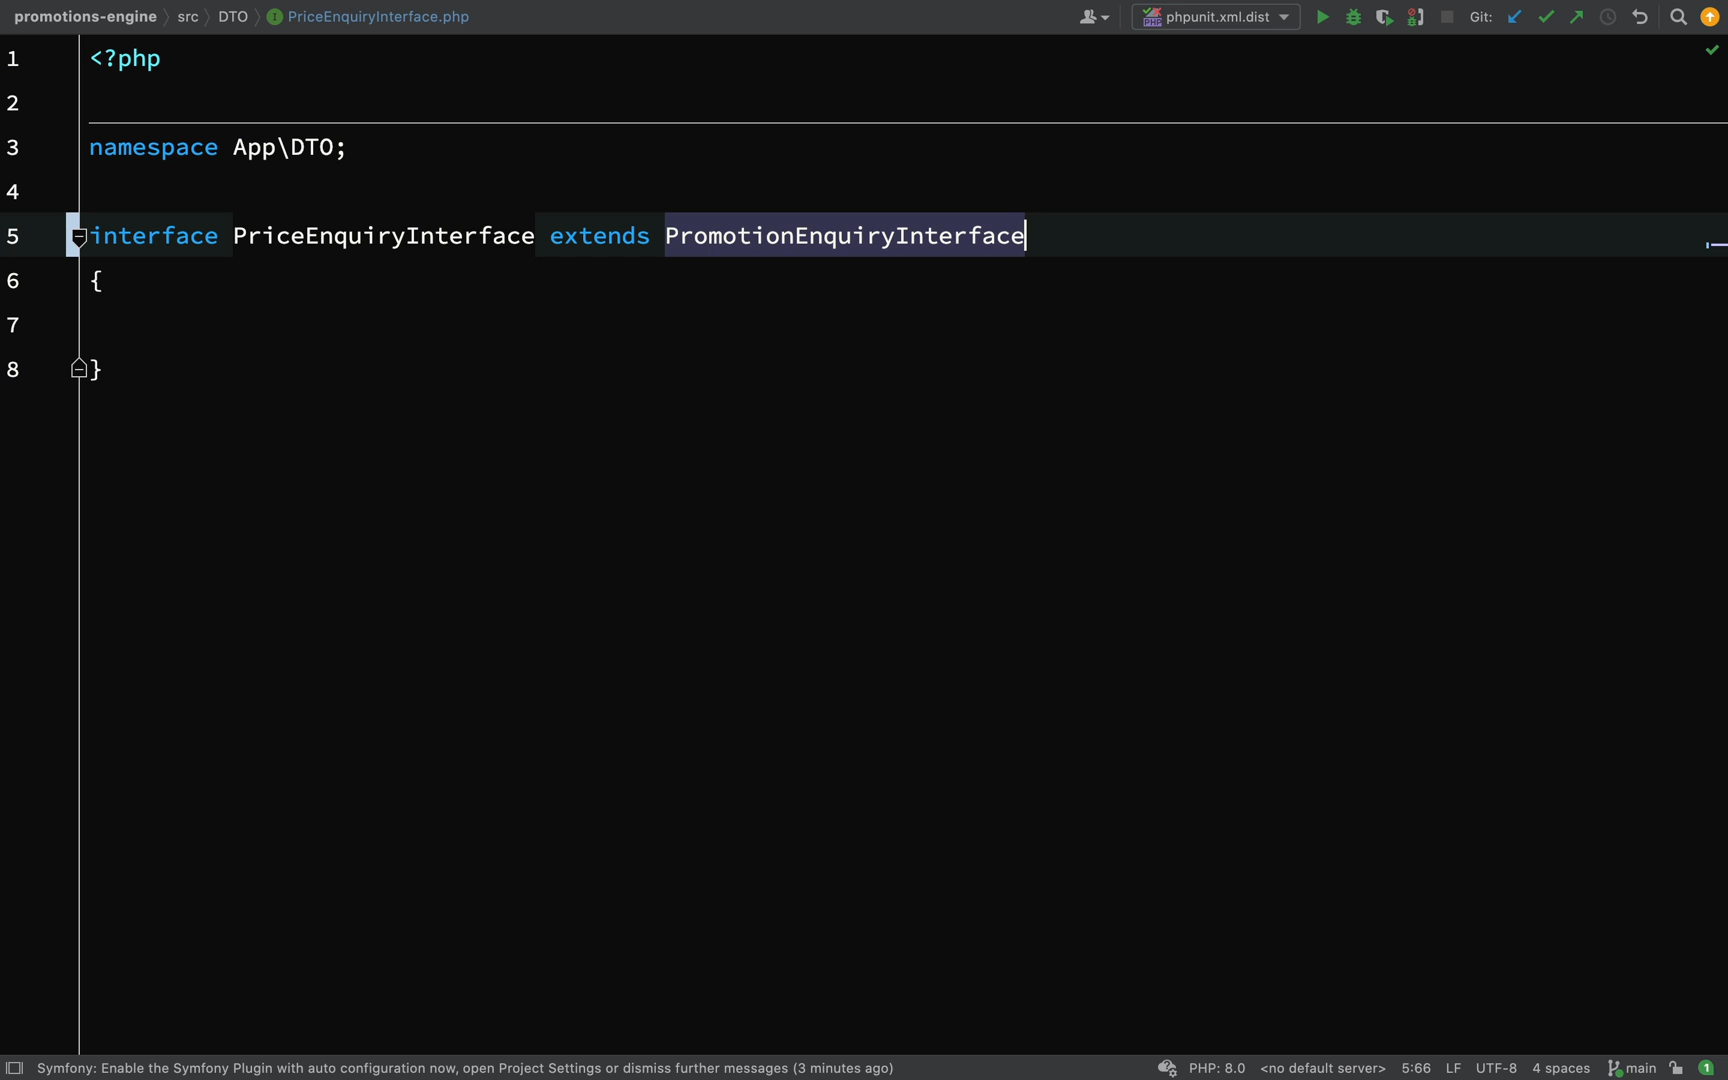 promotions-engine src DTO I PriceEnquiryInterface.php PHP phpunit.xml.dist Git:
1 <?php
2
3 namespace App\DTO;
4
5 interface PriceEnquiryInterface extends PromotionEnquiryInterface
6 {
7
8 }
Symfony: Enable the Symfony Plugin with auto configuration now, open Project Settings or dismiss further messages (3 minutes ago) PHP: 8.0 <no default server> 5:66 LF UTF-8 4 spaces main 1